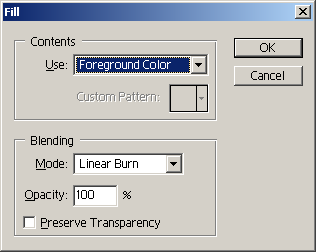 Fill
Contents
Use: Foreground Color
Custom Pattern:
OK
Cancel
Blending
Mode: Linear Burn
Opacity: 100 %
Preserve Transparency